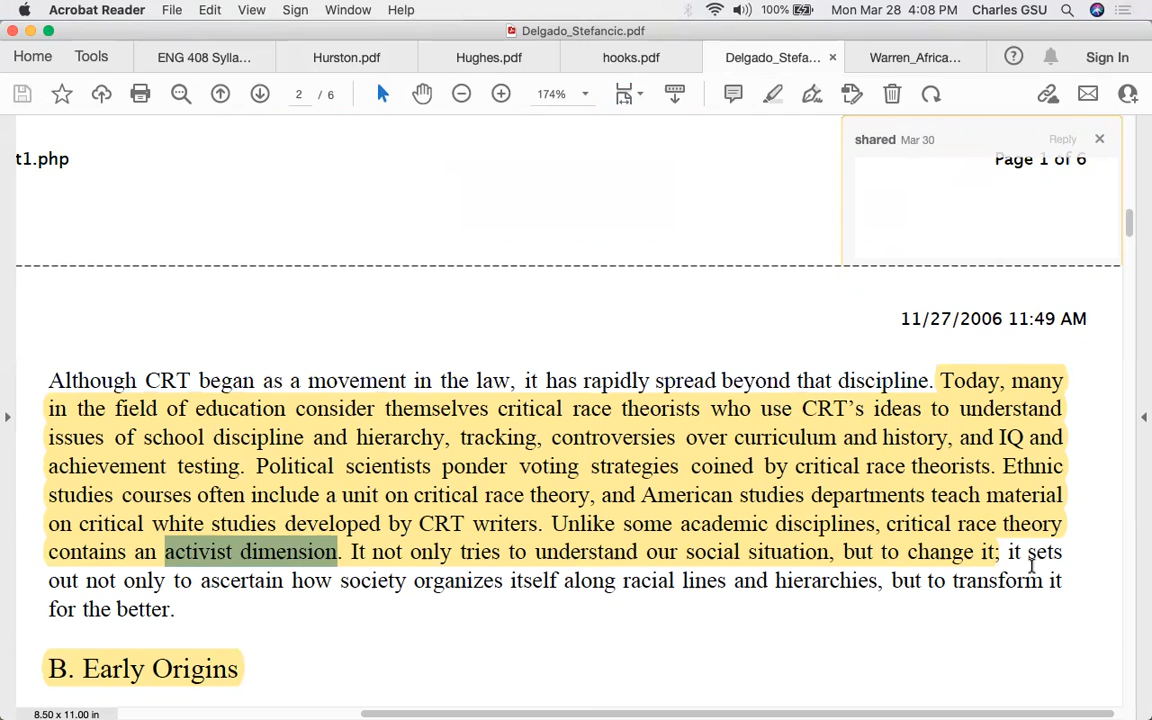 Acrobat Reader File Edit View Sign Window Help 100% Mon Mar 28 4:08 PM Charles GSU
Delgado_Stefancic.pdf
Home Tools ENG 408 Sylla... Hurston.pdf Hughes.pdf hooks.pdf Delgado_Stefa... × Warren_Africa... Sign In
2 / 6 174%
shared Mar 30 Reply
t1.php Page 1 of 6
11/27/2006 11:49 AM
Although CRT began as a movement in the law, it has rapidly spread beyond that discipline. Today, many
in the field of education consider themselves critical race theorists who use CRT’s ideas to understand
issues of school discipline and hierarchy, tracking, controversies over curriculum and history, and IQ and
achievement testing. Political scientists ponder voting strategies coined by critical race theorists. Ethnic
studies courses often include a unit on critical race theory, and American studies departments teach material
on critical white studies developed by CRT writers. Unlike some academic disciplines, critical race theory
contains an activist dimension. It not only tries to understand our social situation, but to change it; it sets
out not only to ascertain how society organizes itself along racial lines and hierarchies, but to transform it
for the better.
B. Early Origins
8.50 x 11.00 in